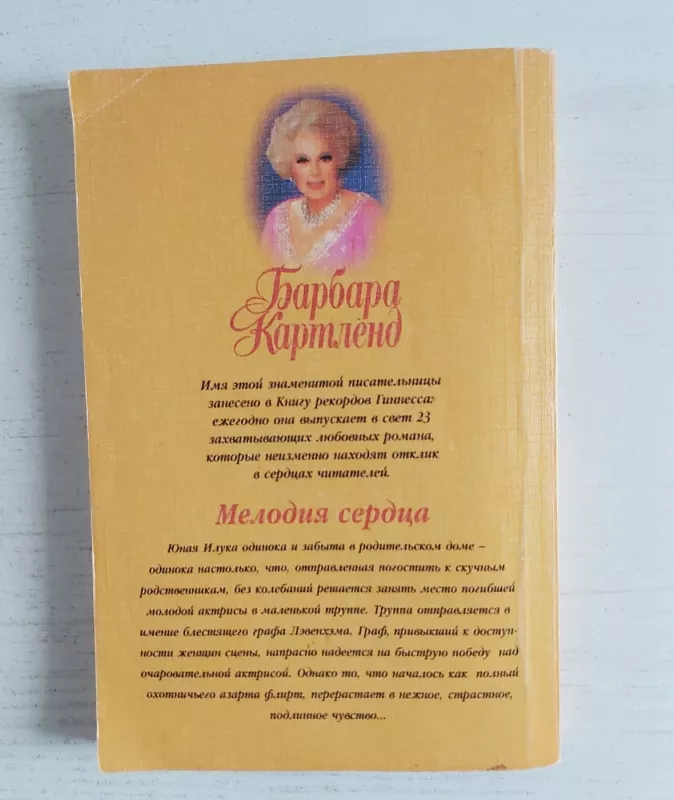 Барбара
Картленд
Имя этой знаменитой писательницы
занесено в Книгу рекордов Гиннесса:
ежегодно она выпускает в свет 23
захватывающих любовных романа,
которые неизменно находят отклик
в сердцах читателей.
Мелодия сердца
Юная Илука одинока и забыта в родительском доме –
одинока настолько, что, отправленная погостить к скучным
родственникам, без колебаний решается занять место погибшей
молодой актрисы в маленькой труппе. Труппа отправляется в
имение блестящего графа Лэвенхэма. Граф, привыкший к доступ-
ности женщин сцены, напрасно надеется на быструю победу над
очаровательной актрисой. Однако то, что началось как полный
охотничьего азарта флирт, перерастает в нежное, страстное,
подлинное чувство...